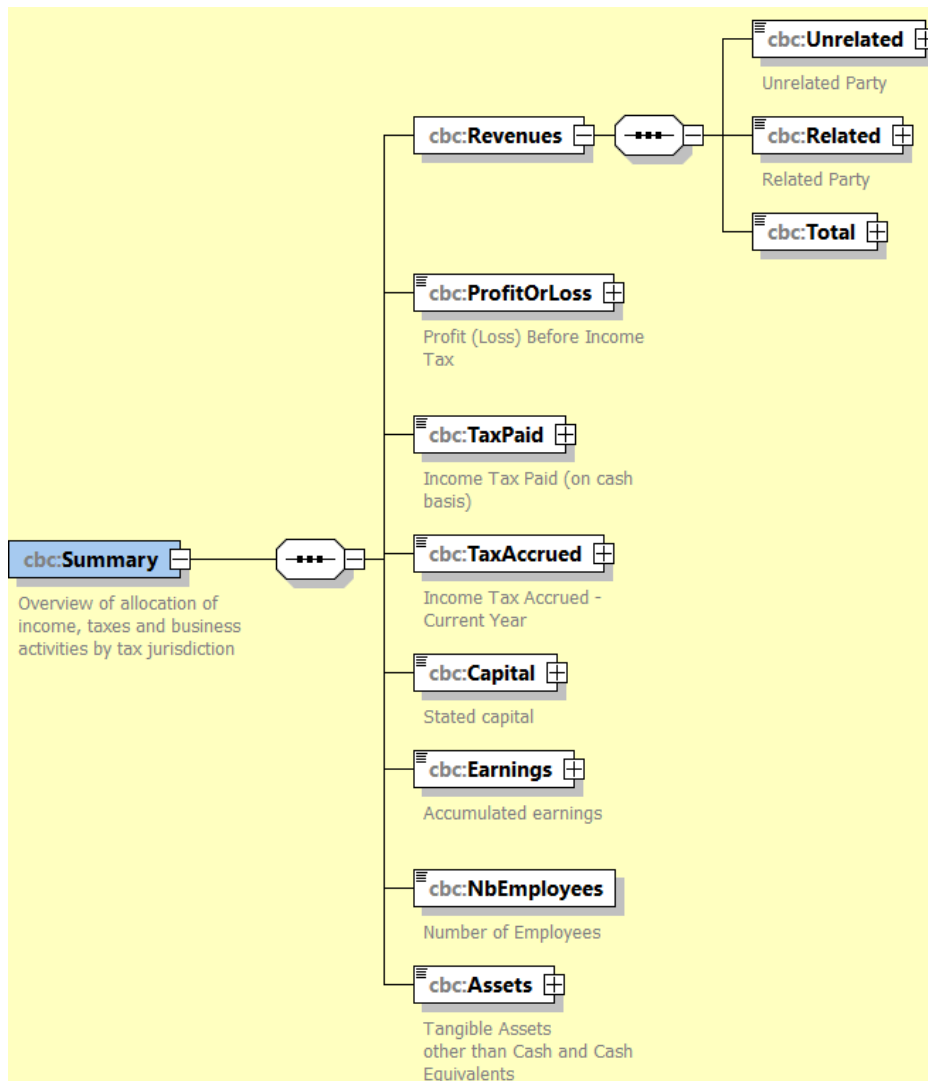 cbc:Unrelated
Unrelated Party
cbc:Revenues
cbc:Related
Related Party
cbc:Total
cbc:ProfitOrLoss
Profit (Loss) Before Income
Tax
cbc:TaxPaid
Income Tax Paid (on cash
basis)
cbc:Summary
Overview of allocation of
income, taxes and business
activities by tax jurisdiction
cbc:TaxAccrued
Income Tax Accrued -
Current Year
cbc:Capital
Stated capital
cbc:Earnings
Accumulated earnings
cbc:NbEmployees
Number of Employees
cbc:Assets
Tangible Assets
other than Cash and Cash
Equivalents